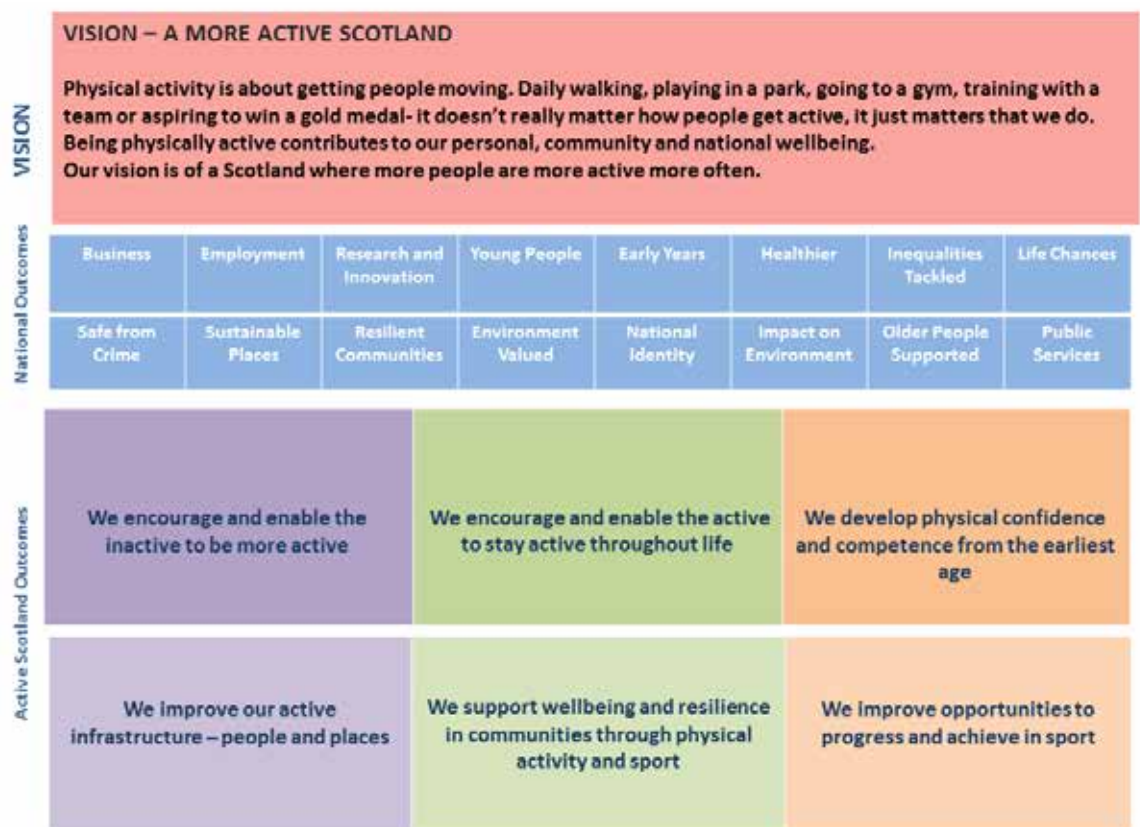 VISION – A MORE ACTIVE SCOTLAND
Physical activity is about getting people moving. Daily walking, playing in a park, going to a gym, training with a
team or aspiring to win a gold medal- it doesn't really matter how people get active, it just matters that we do.
Being physically active contributes to our personal, community and national wellbeing.
Our vision is of a Scotland where more people are more active more often.
VISION
National Outcomes
Business
Employment
Research and
Innovation
Young People
Early Years
Healthier
Inequalities
Tackled
Life Chances
Safe from
Crime
Sustainable
Places
Resilient
Communities
Environment
Valued
National
Identity
Impact on
Environment
Older People
Supported
Public
Services
Active Scotland Outcomes
We encourage and enable the
inactive to be more active
We encourage and enable the active
to stay active throughout life
We develop physical confidence
and competence from the earliest
age
We improve our active
infrastructure – people and places
We support wellbeing and resilience
in communities through physical
activity and sport
We improve opportunities to
progress and achieve in sport